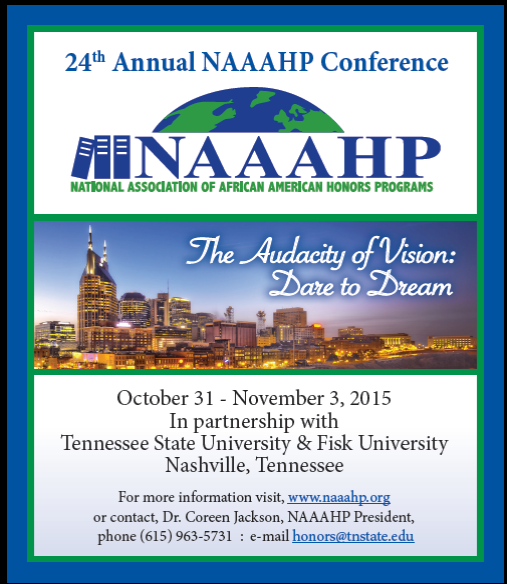 24th Annual NAAAHP Conference
NAAAHP
NATIONAL ASSOCIATION OF AFRICAN AMERICAN HONORS PROGRAMS
The Audacity of Vision:
Dare to Dream
October 31 - November 3, 2015
In partnership with
Tennessee State University & Fisk University
Nashville, Tennessee
For more information visit, www.naaahp.org
or contact, Dr. Coreen Jackson, NAAAHP President,
phone (615) 963-5731 : e-mail honors@tnstate.edu